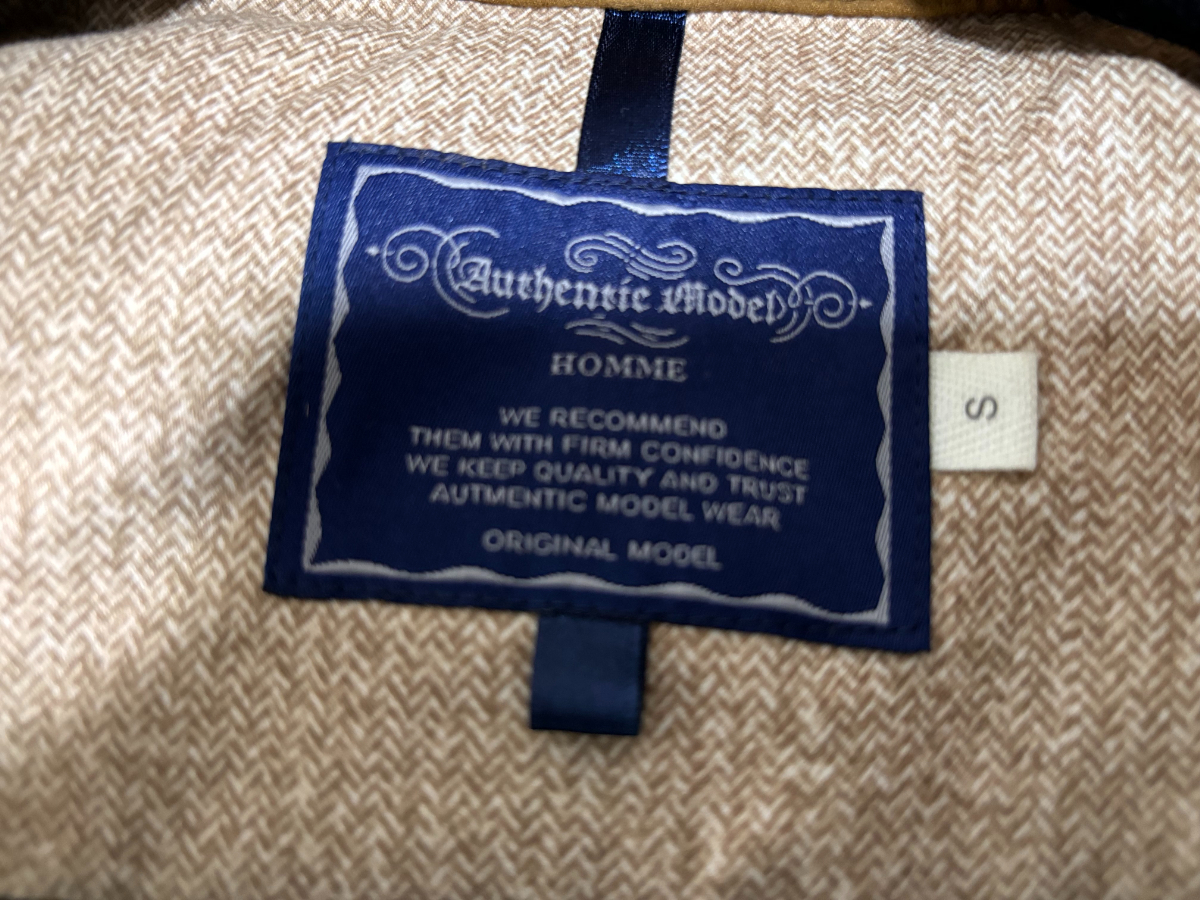 Authentic Model
HOMME
WE RECOMMEND
THEM WITH FIRM CONFIDENCE
WE KEEP QUALITY AND TRUST
AUTMENTIC MODEL WEAR
ORIGINAL MODEL
S